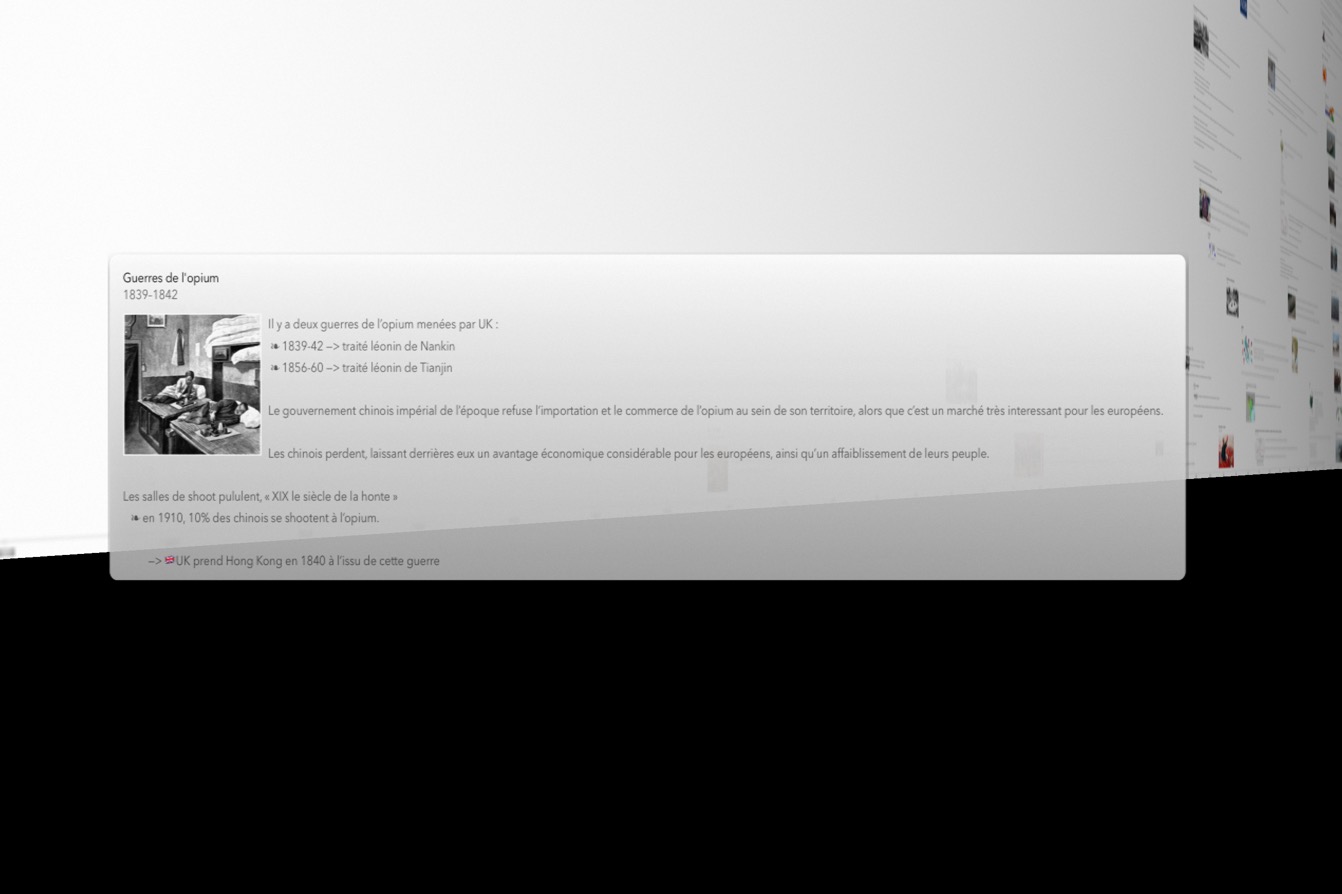 Guerres de l'opium
1839-1842
Il y a deux guerres de l'opium menées par UK :
❧ 1839-42 —> traité léonin de Nankin
❧ 1856-60 —> traité léonin de Tianjin
Le gouvernement chinois impérial de l'époque refuse l'importation et le commerce de l'opium au sein de son territoire, alors que c'est un marché très interessant pour les européens.
Les chinois perdent, laissant derrières eux un avantage économique considérable pour les européens, ainsi qu'un affaiblissement de leurs peuple.
Les salles de shoot pululent, « XIX le siècle de la honte »
❧ en 1910, 10% des chinois se shootent à l'opium.
—> 🇬🇧UK prend Hong Kong en 1840 à l'issu de cette guerre